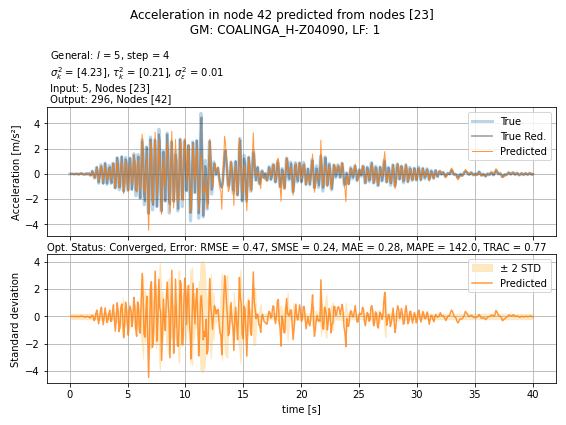 Acceleration in node 42 predicted from nodes [23]
GM: COALINGA_H-Z04090, LF: 1
General: l = 5, step = 4
σ²ₖ = [4.23], τ²ₖ = [0.21], σ²ε = 0.01
Input: 5, Nodes [23]
Output: 296, Nodes [42]
True
True Red.
Predicted
Acceleration [m/s²]
4
2
0
−2
−4
Opt. Status: Converged, Error: RMSE = 0.47, SMSE = 0.24, MAE = 0.28, MAPE = 142.0, TRAC = 0.77
± 2 STD
Predicted
Standard deviation
4
2
0
−2
−4
0 5 10 15 20 25 30 35 40
time [s]